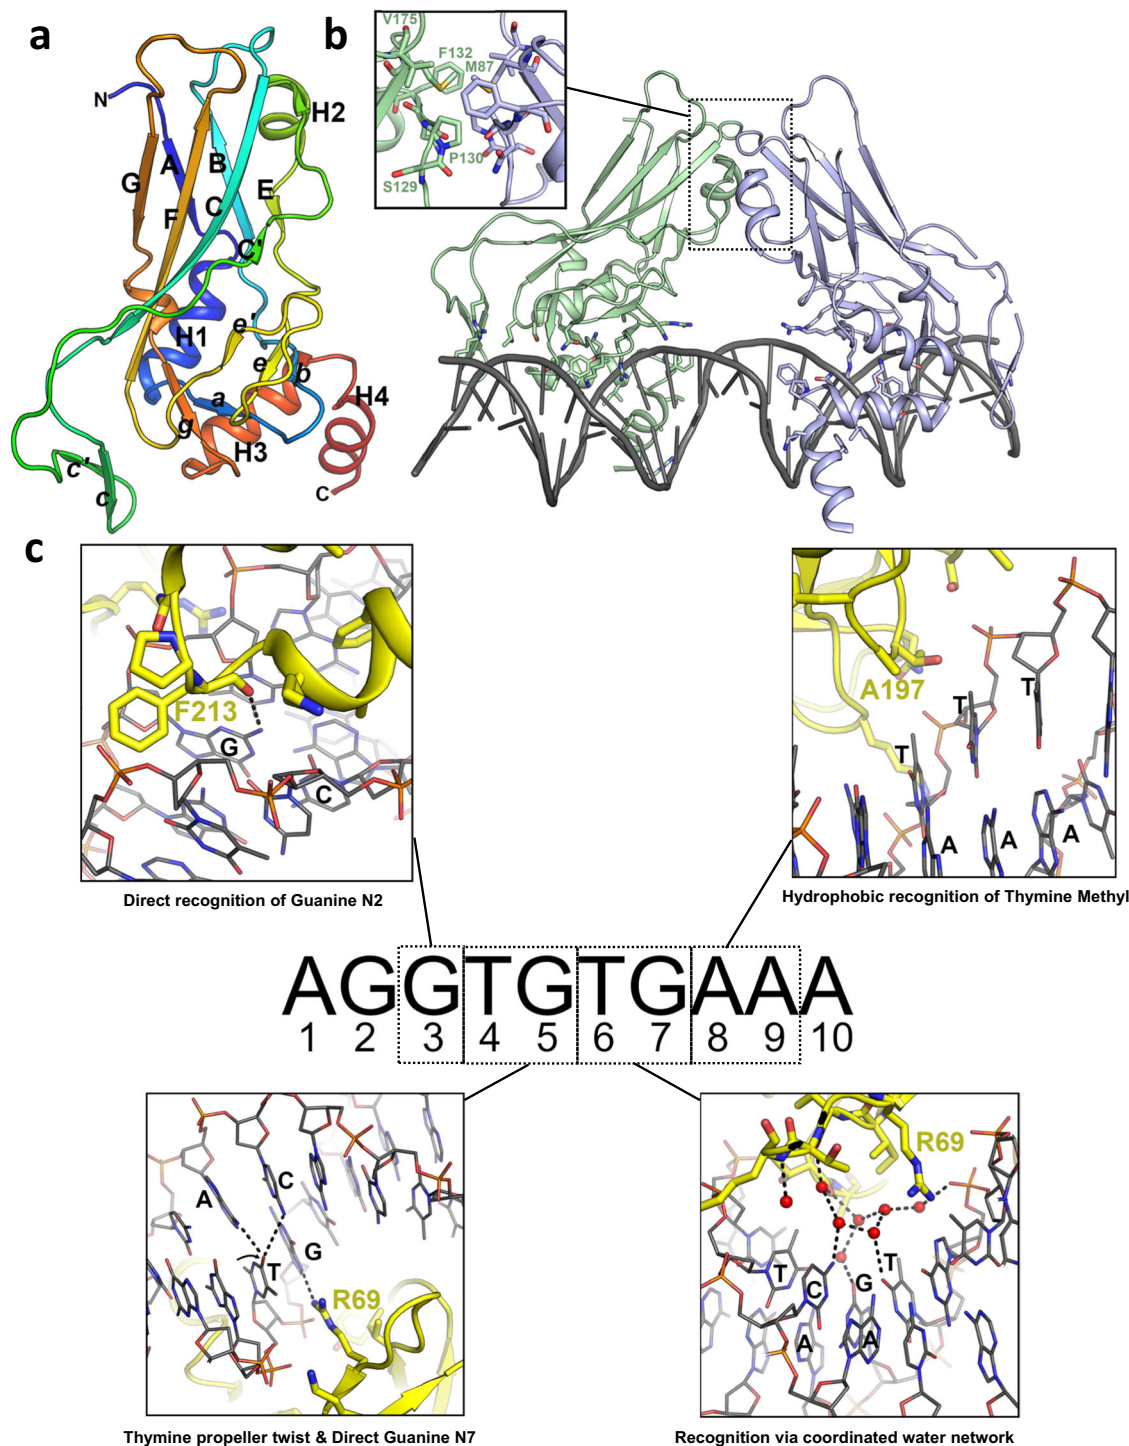 a
N
H2
A
B
G
E
C
F
C'
H1
e'
e
b
a
H4
g
H3
c'
c
C
b
V175
F132
M87
P130
S129
c
F213
G
C
Direct recognition of Guanine N2
A197
T
T
T
A
A
A
Hydrophobic recognition of Thymine Methyl
AGGTGTGAAA
1 2 3 4 5 6 7 8 9 10
A
C
G
T
R69
Thymine propeller twist & Direct Guanine N7
R69
T
C
G
T
A
A
Recognition via coordinated water network